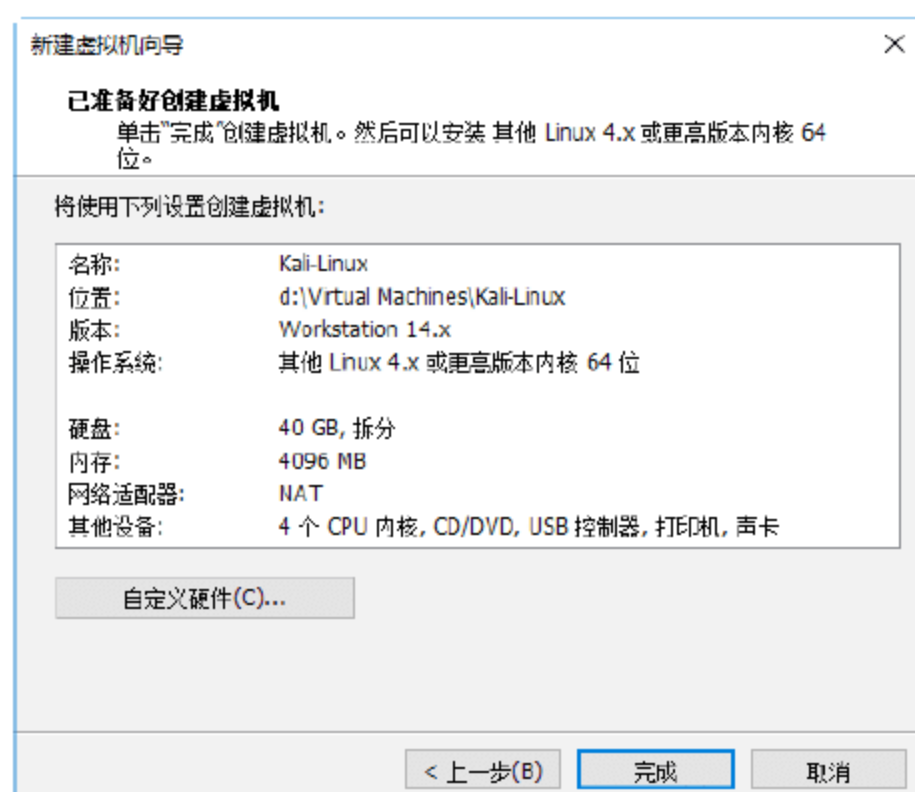 新建虚拟机向导
已准备好创建虚拟机
单击"完成"创建虚拟机。然后可以安装 其他 Linux 4.x 或更高版本内核 64
位。
将使用下列设置创建虚拟机:
名称: Kali-Linux
位置: d:\Virtual Machines\Kali-Linux
版本: Workstation 14.x
操作系统: 其他 Linux 4.x 或更高版本内核 64 位
硬盘: 40 GB, 拆分
内存: 4096 MB
网络适配器: NAT
其他设备: 4 个 CPU 内核, CD/DVD, USB 控制器, 打印机, 声卡
自定义硬件(C)...
< 上一步(B) 完成 取消